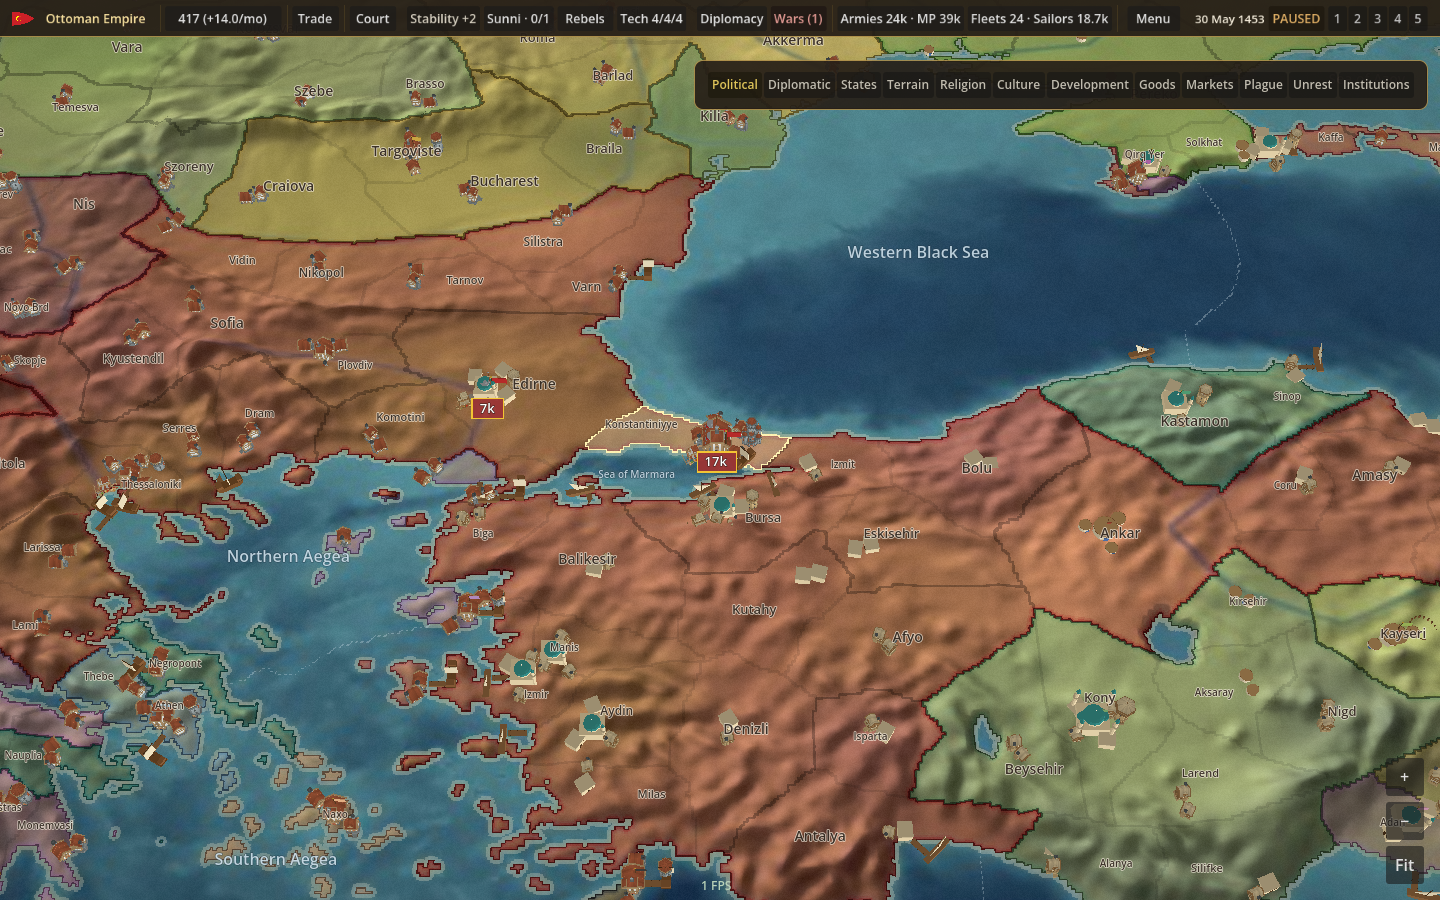 Ottoman Empire 417 (+14.0/mo) Trade Court Stability +2 Sunni · 0/1 Rebels Tech 4/4/4 Diplomacy Wars (1) Armies 24k · MP 39k Fleets 24 · Sailors 18.7k Menu 30 May 1453 PAUSED 1 2 3 4 5
Political Diplomatic States Terrain Religion Culture Development Goods Markets Plague Unrest Institutions
Vara
Roma
Akkerma
Barlad
Brasso
Szebe
Temesva
Kilia
Solkhat
Kaffa
Qirq Yer
Targoviste
Braila
Szoreny
Craiova
Bucharest
Nis
Silistra
Western Black Sea
Vidin
Nikopol
Tarnov
Varn
Novo Brd
Sofia
Kyustendil
Skopje
Plovdiv
Edirne
7k
Sinop
Kastamon
Dram
Komotini
Serres
Konstantiniyye
17k
Izmit
Bolu
Sea of Marmara
Thessaloniki
Coru
Amasy
Bursa
Biga
Eskisehir
Ankar
Larissa
Northern Aegea
Balikesir
Kutahy
Kirsehir
Lami
Afyo
Kayseri
Manis
Negropont
Thebe
Izmir
Aksaray
Kony
Athen
Aydin
Denizli
Isparta
Nigd
Nauplia
Beysehir
Larend
Milas
Naxo
Monemvasi
Antalya
Southern Aegea
Alanya
Silifke
1 FPS
+
−
Fit